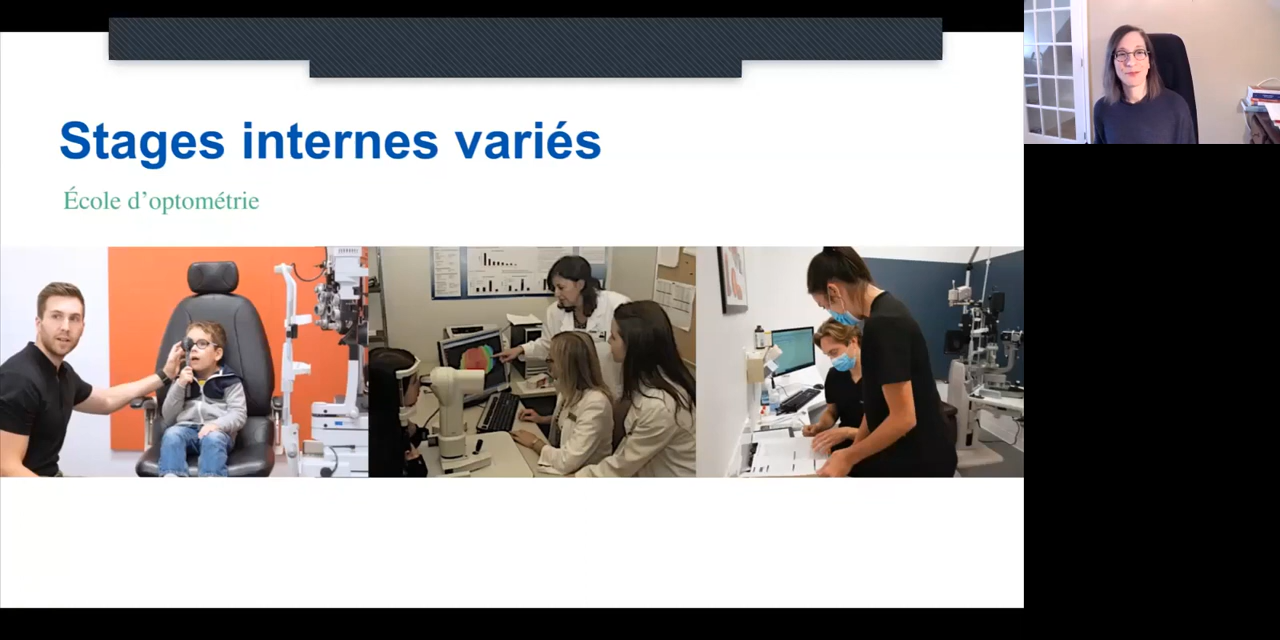 Stages internes variés
École d’optométrie